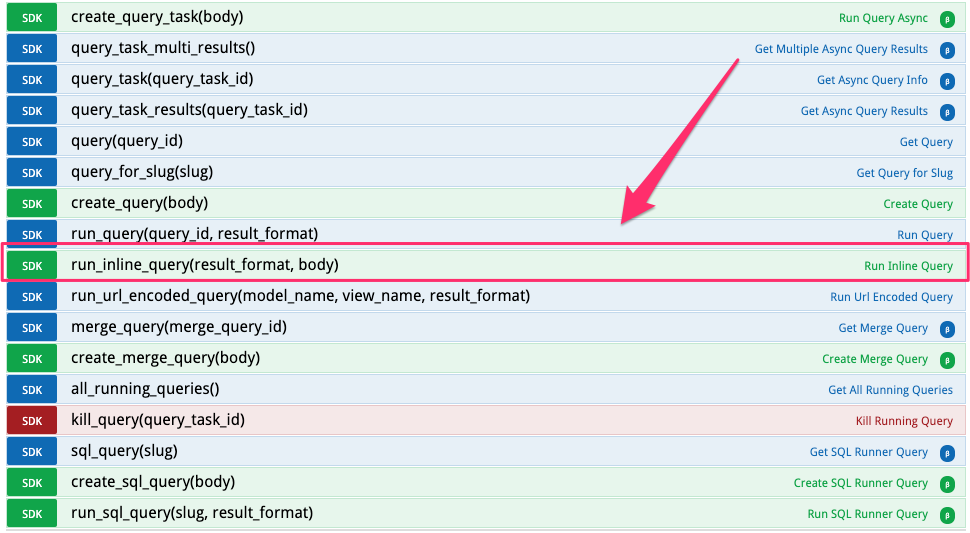 SDK create_query_task(body) Run Query Async β
SDK query_task_multi_results() Get Multiple Async Query Results β
SDK query_task(query_task_id) Get Async Query Info β
SDK query_task_results(query_task_id) Get Async Query Results β
SDK query(query_id) Get Query
SDK query_for_slug(slug) Get Query for Slug
SDK create_query(body) Create Query
SDK run_query(query_id, result_format) Run Query
SDK run_inline_query(result_format, body) Run Inline Query
SDK run_url_encoded_query(model_name, view_name, result_format) Run Url Encoded Query
SDK merge_query(merge_query_id) Get Merge Query β
SDK create_merge_query(body) Create Merge Query β
SDK all_running_queries() Get All Running Queries
SDK kill_query(query_task_id) Kill Running Query
SDK sql_query(slug) Get SQL Runner Query β
SDK create_sql_query(body) Create SQL Runner Query β
SDK run_sql_query(slug, result_format) Run SQL Runner Query β